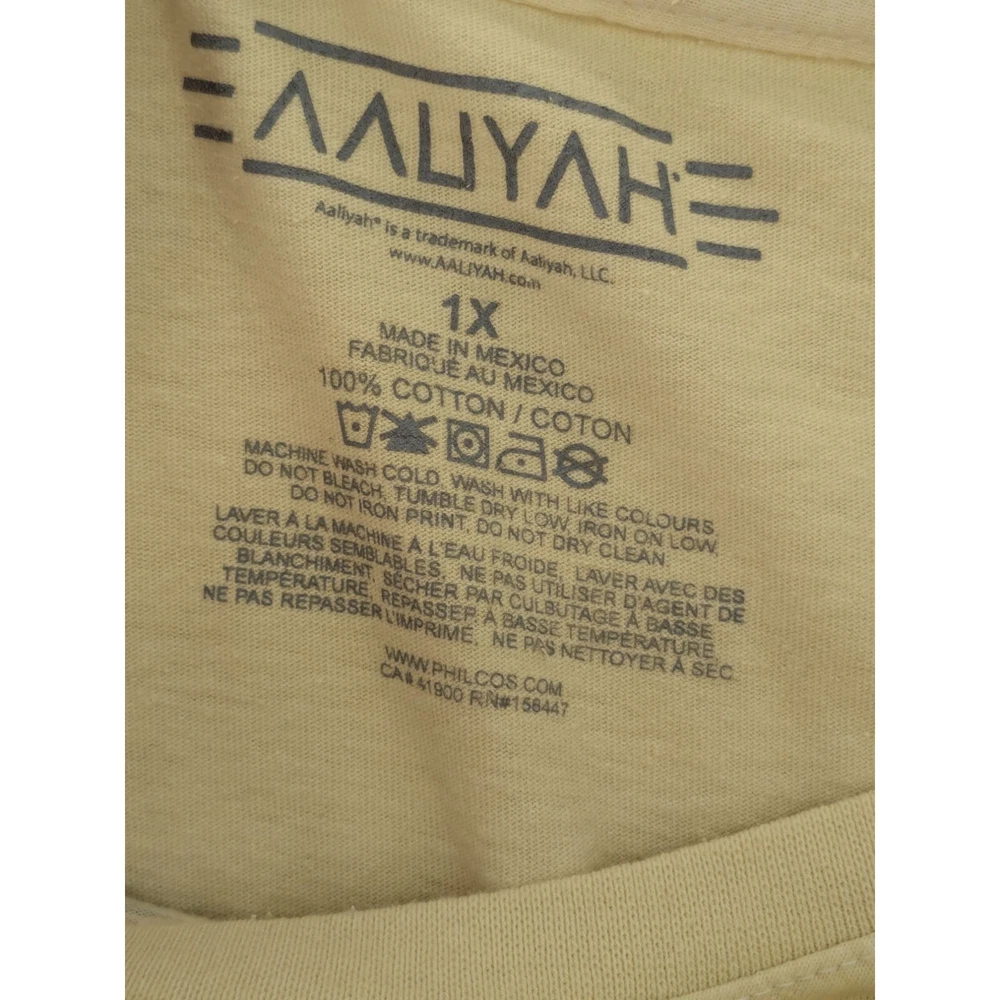 AALIYAH
Aaliyah® is a trademark of Aaliyah, LLC.
www.AALIYAH.com
1X
MADE IN MEXICO
FABRIQUÉ AU MEXICO
100% COTTON / COTON
MACHINE WASH COLD, WASH WITH LIKE COLOURS,
DO NOT BLEACH, TUMBLE DRY LOW, IRON ON LOW,
DO NOT IRON PRINT, DO NOT DRY CLEAN.
LAVER À LA MACHINE À L'EAU FROIDE, LAVER AVEC DES
COULEURS SEMBLABLES, NE PAS UTILISER D'AGENT DE
BLANCHIMENT, SÉCHER PAR CULBUTAGE À BASSE
TEMPÉRATURE, REPASSER À BASSE TEMPÉRATURE,
NE PAS REPASSER L'IMPRIMÉ, NE PAS NETTOYER À SEC
WWW.PHILCOS.COM
CA# 41900 RN#156447